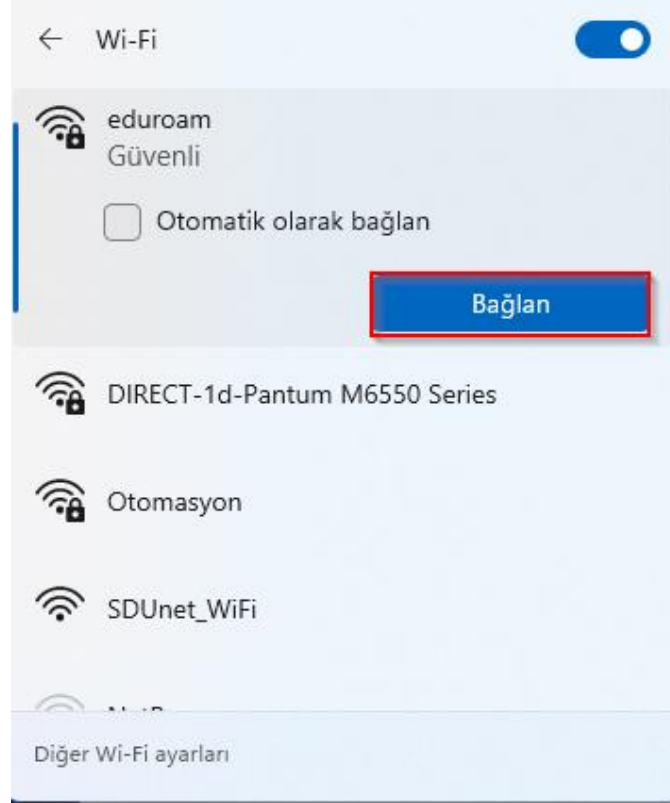 Wi-Fi
eduroam
Güvenli
Otomatik olarak bağlan
Bağlan
DIRECT-1d-Pantum M6550 Series
Otomasyon
SDUnet_WiFi
Diğer Wi-Fi ayarları